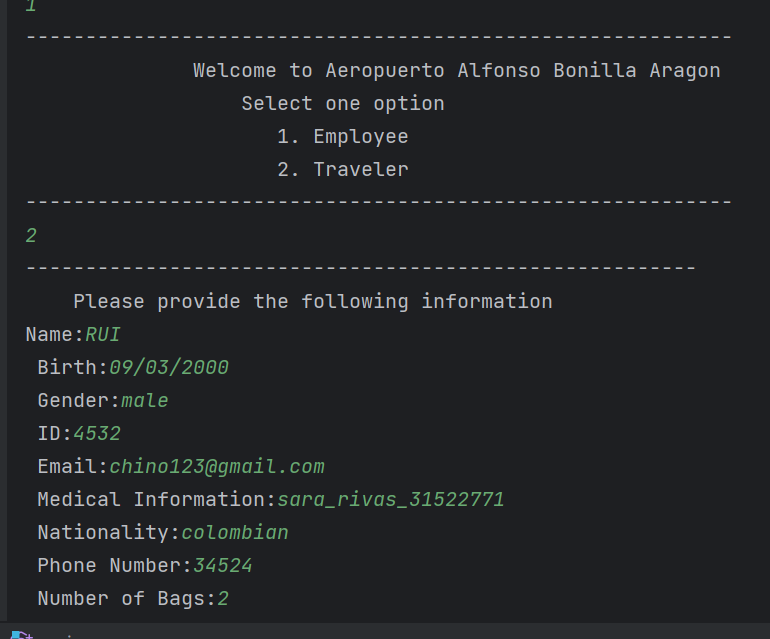 1
-----------------------------------------------------------
Welcome to Aeropuerto Alfonso Bonilla Aragon
Select one option
1. Employee
2. Traveler
-----------------------------------------------------------
2
--------------------------------------------------------
Please provide the following information
Name:RUI
Birth:09/03/2000
Gender:male
ID:4532
Email:chino123@gmail.com
Medical Information:sara_rivas_31522771
Nationality:colombian
Phone Number:34524
Number of Bags:2